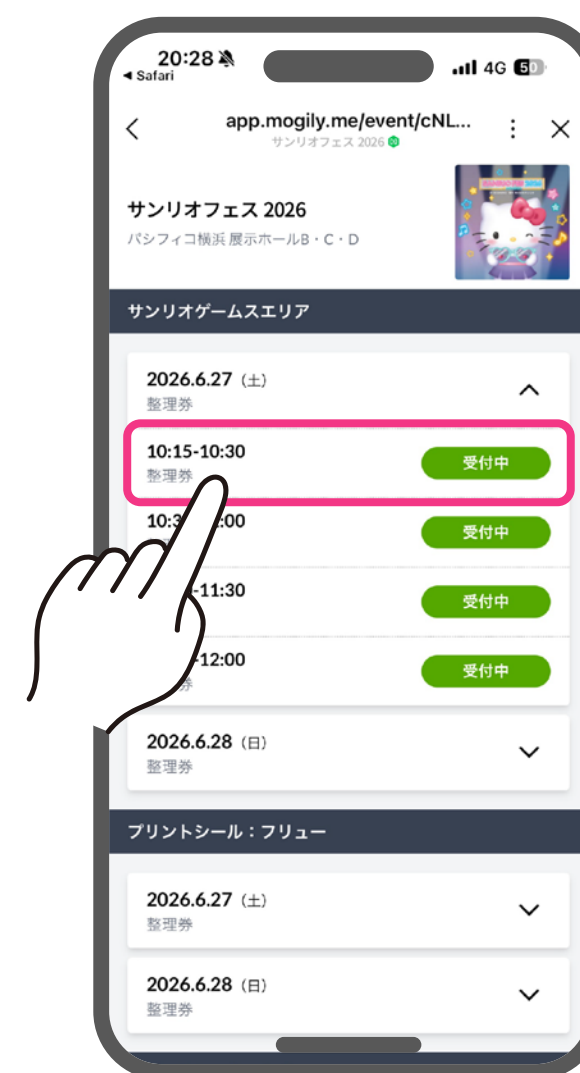 20:28
Safari
4G 50
app.mogily.me/event/cNL...
サンリオフェス 2026
サンリオフェス 2026
パシフィコ横浜 展示ホールB・C・D
サンリオゲームスエリア
2026.6.27（土）
整理券
10:15-10:30
整理券
受付中
10:3 :00
受付中
-11:30
受付中
-12:00
券
受付中
2026.6.28（日）
整理券
プリントシール：フリュー
2026.6.27（土）
整理券
2026.6.28（日）
整理券